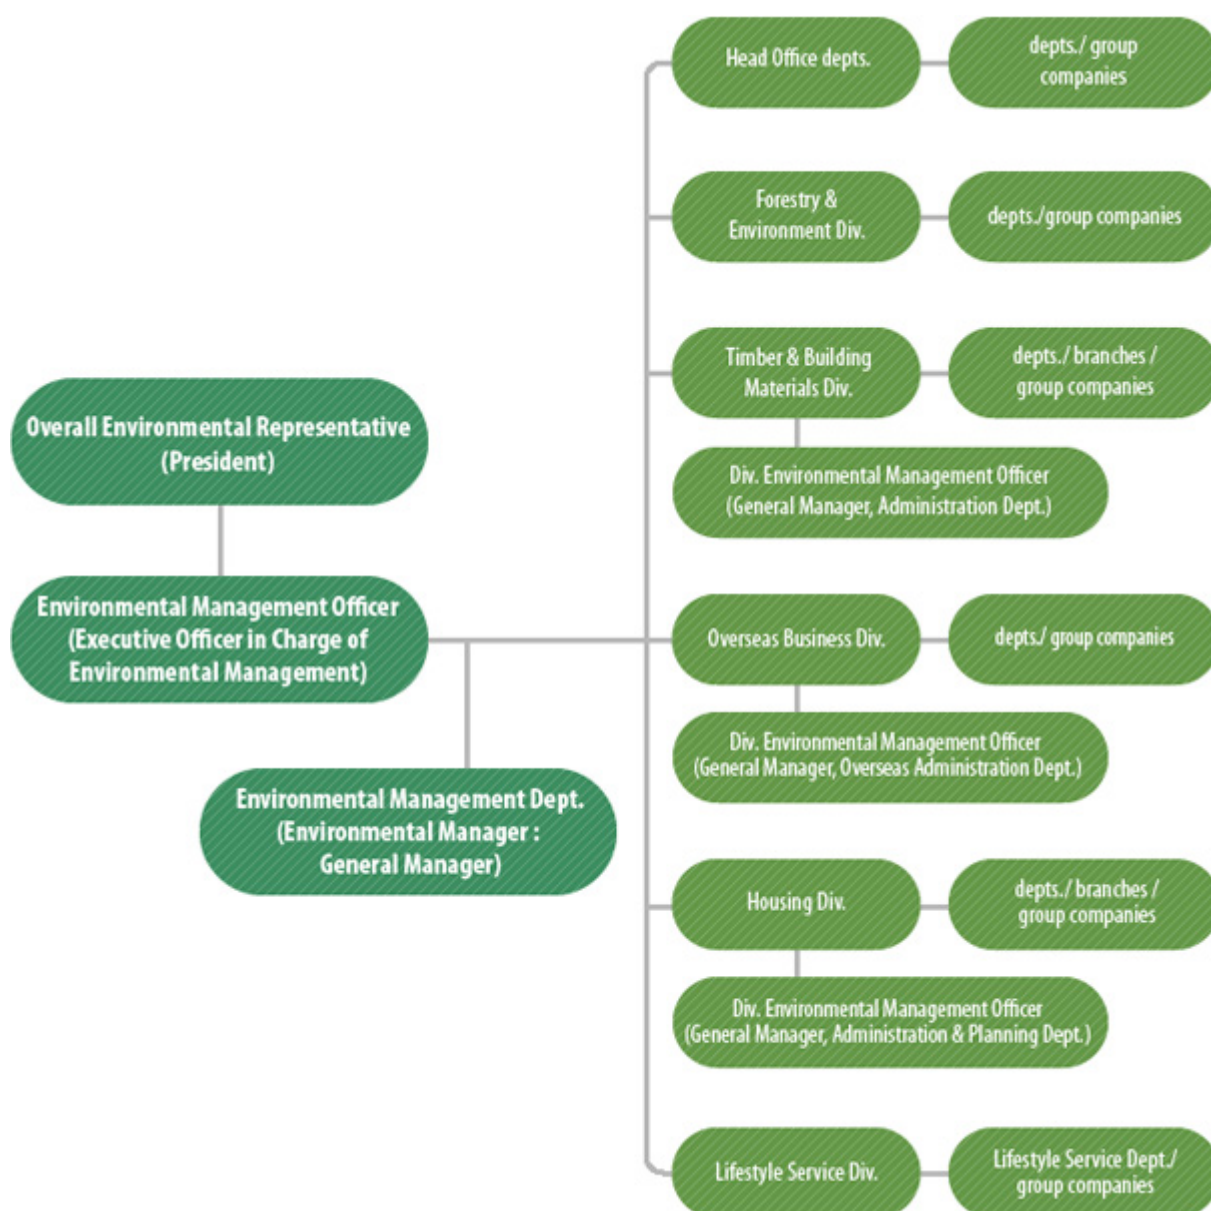 Overall Environmental Representative
(President)
Environmental Management Officer
(Executive Officer in Charge of
Environmental Management)
Environmental Management Dept.
(Environmental Manager :
General Manager)
Head Office depts.
depts./ group
companies
Forestry &
Environment Div.
depts./group companies
Timber & Building
Materials Div.
depts./ branches /
group companies
Div. Environmental Management Officer
(General Manager, Administration Dept.)
Overseas Business Div.
depts./ group companies
Div. Environmental Management Officer
(General Manager, Overseas Administration Dept.)
Housing Div.
depts./ branches /
group companies
Div. Environmental Management Officer
(General Manager, Administration & Planning Dept.)
Lifestyle Service Div.
Lifestyle Service Dept./
group companies